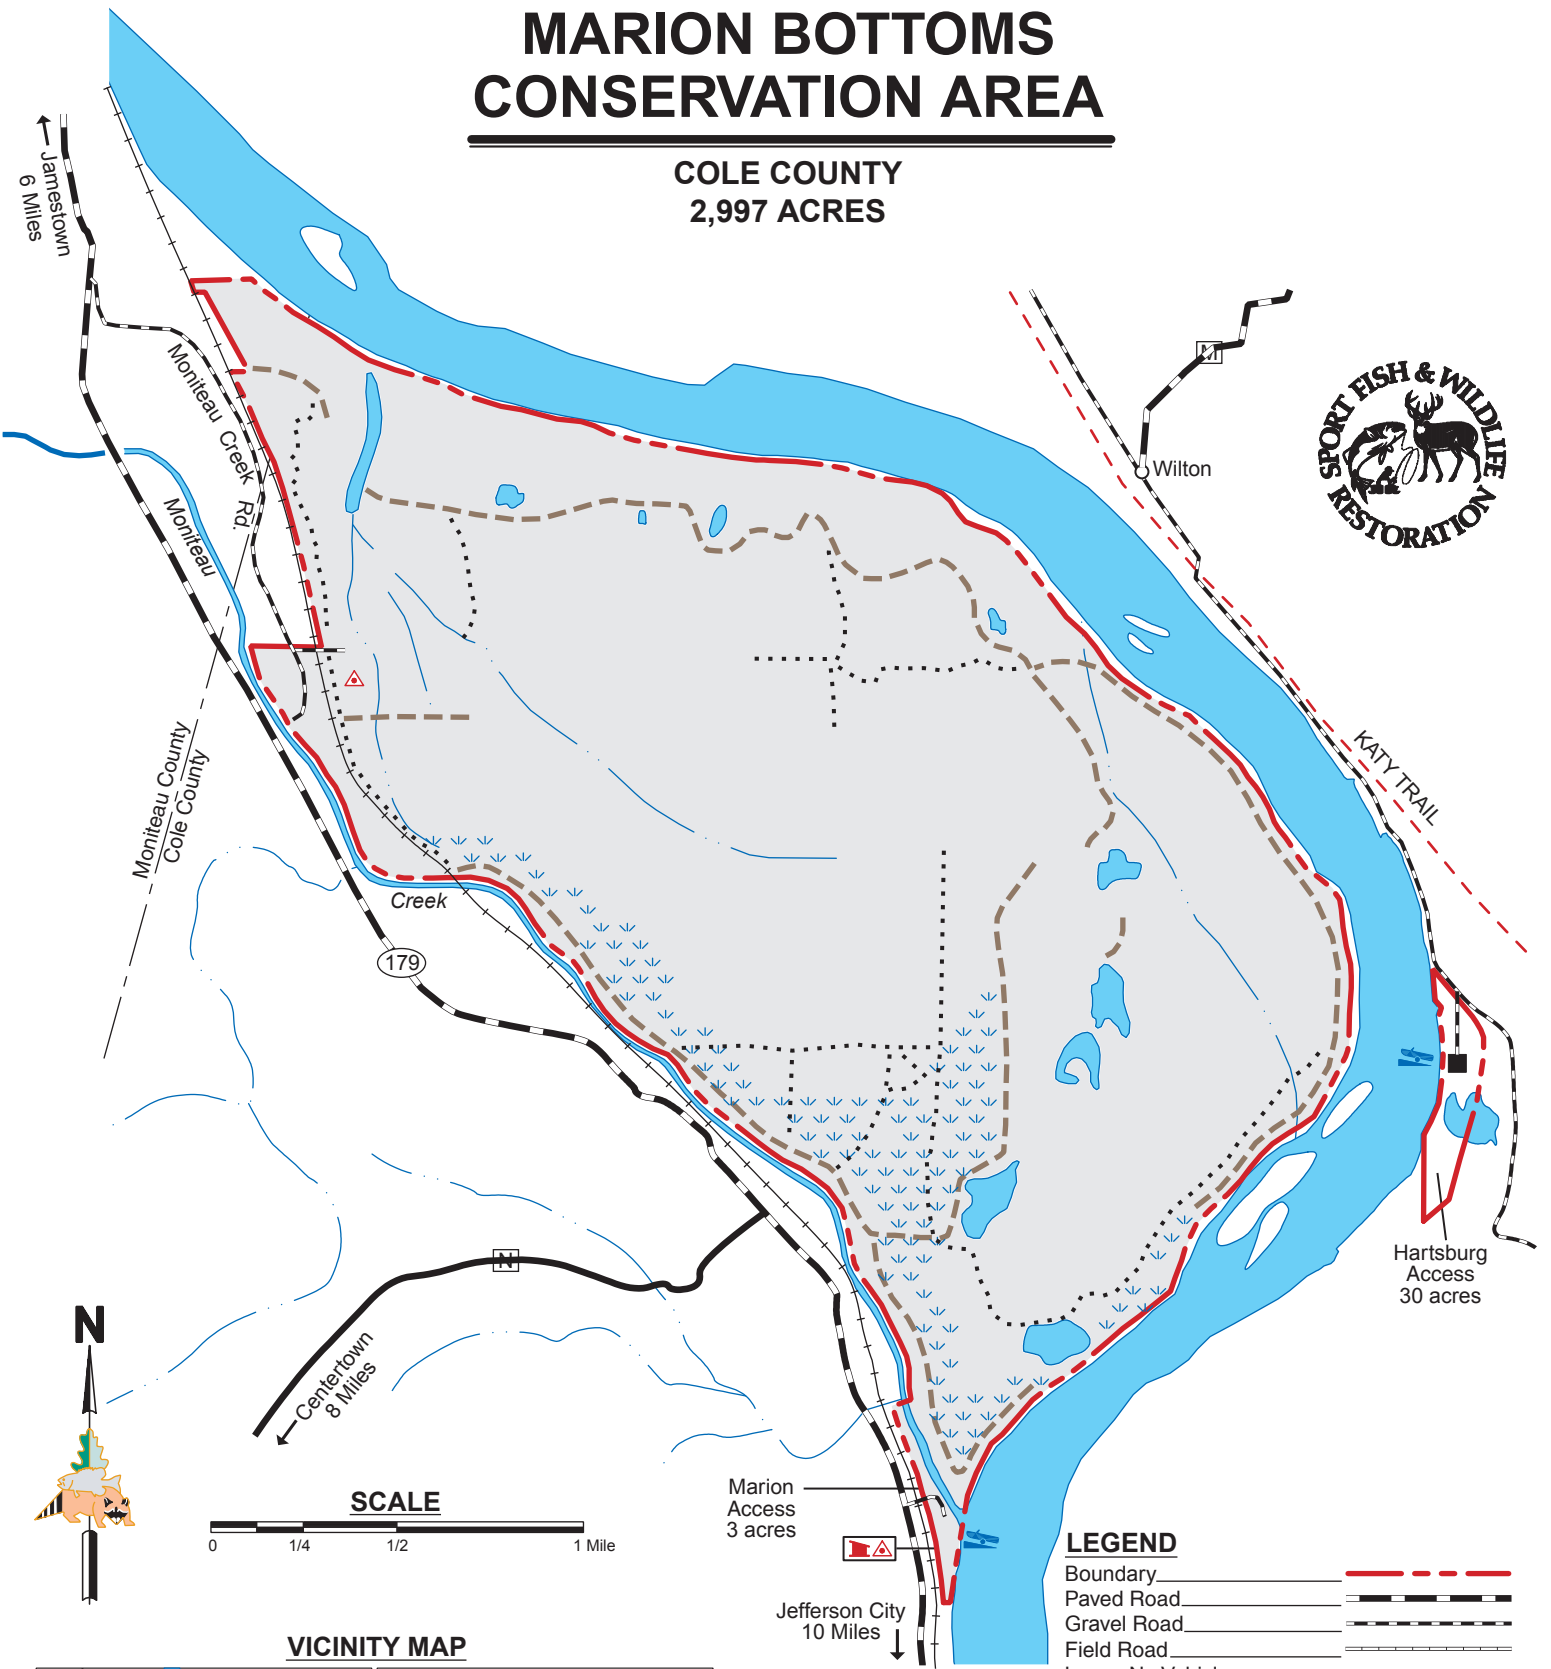 MARION BOTTOMS
CONSERVATION AREA
COLE COUNTY
2,997 ACRES
Jamestown
6 Miles
Moniteau Creek Rd.
Moniteau
Moniteau County
Cole County
Creek
179
M
Wilton
SPORT FISH & WILDLIFE
RESTORATION
KATY TRAIL
Hartsburg
Access
30 acres
N
N
Centertown
8 Miles
SCALE
0 1/4 1/2 1 Mile
Marion
Access
3 acres
Jefferson City
10 Miles
LEGEND
Boundary
Paved Road
Gravel Road
Field Road
VICINITY MAP